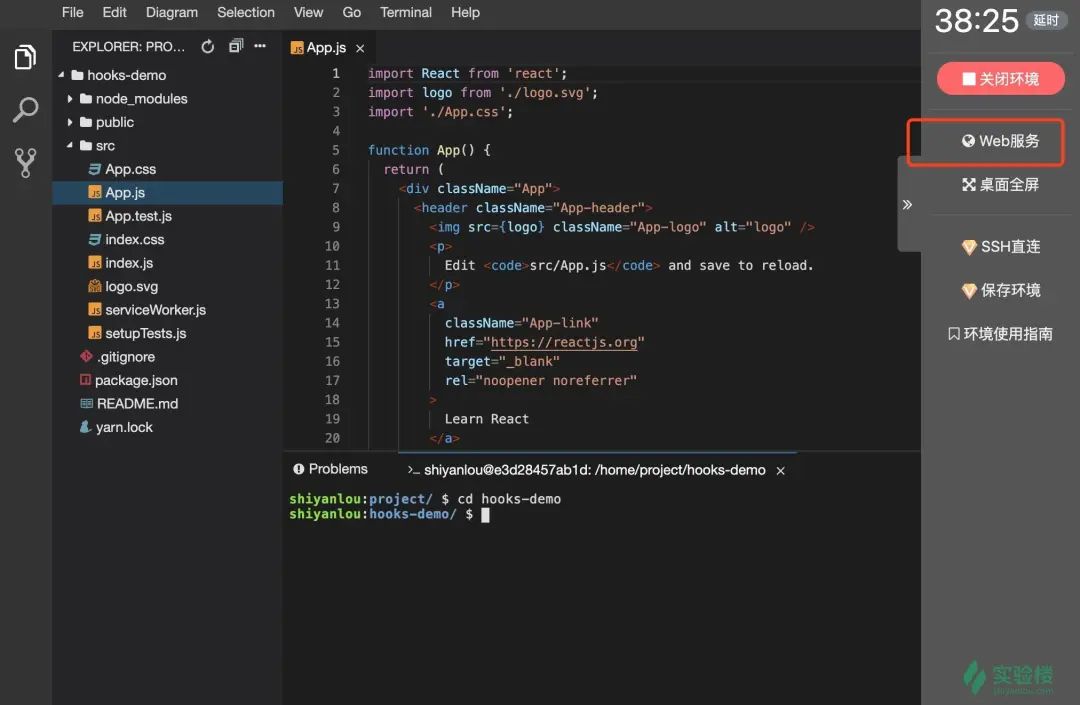 File Edit Diagram Selection View Go Terminal Help
EXPLORER: PRO...
hooks-demo
node_modules
public
src
App.css
App.js
App.test.js
index.css
index.js
logo.svg
serviceWorker.js
setupTests.js
.gitignore
package.json
README.md
yarn.lock
App.js
1 import React from 'react';
2 import logo from './logo.svg';
3 import './App.css';
4
5 function App() {
6 return (
7 <div className="App">
8 <header className="App-header">
9 <img src={logo} className="App-logo" alt="logo" />
10 <p>
11 Edit <code>src/App.js</code> and save to reload.
12 </p>
13 <a
14 className="App-link"
15 href="https://reactjs.org"
16 target="_blank"
17 rel="noopener noreferrer"
18 >
19 Learn React
20 </a>
Problems >_ shiyanlou@e3d28457ab1d: /home/project/hooks-demo
shiyanlou:project/ $ cd hooks-demo
shiyanlou:hooks-demo/ $
38:25 延时
关闭环境
Web服务
桌面全屏
SSH直连
保存环境
环境使用指南
实验楼
shiyanlou.com